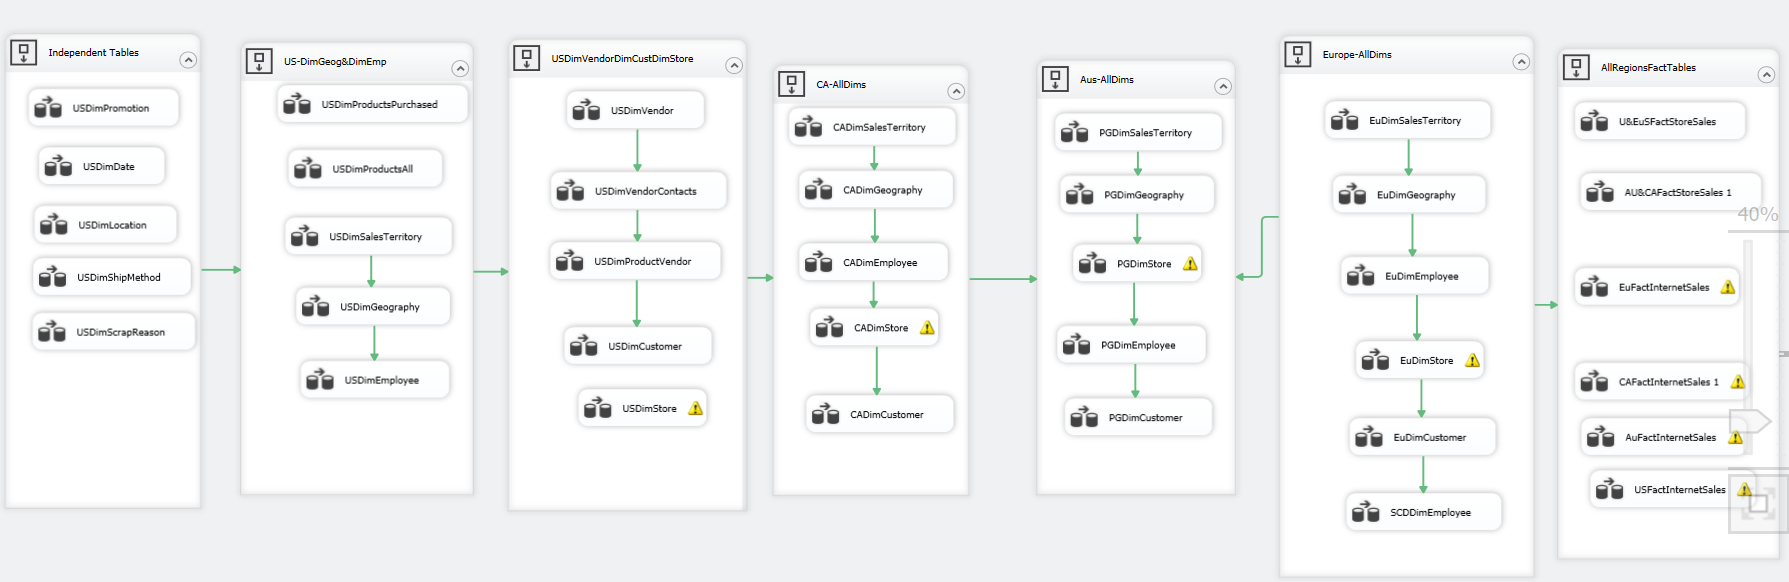 Independent Tables
USDimPromotion
USDimDate
USDimLocation
USDimShipMethod
USDimScrapReason
US-DimGeog&DimEmp
USDimProductsPurchased
USDimProductsAll
USDimSalesTerritory
USDimGeography
USDimEmployee
USDimVendorDimCustDimStore
USDimVendor
USDimVendorContacts
USDimProductVendor
USDimCustomer
USDimStore
CA-AllDims
CADimSalesTerritory
CADimGeography
CADimEmployee
CADimStore
CADimCustomer
Aus-AllDims
PGDimSalesTerritory
PGDimGeography
PGDimStore
PGDimEmployee
PGDimCustomer
Europe-AllDims
EuDimSalesTerritory
EuDimGeography
EuDimEmployee
EuDimStore
EuDimCustomer
SCDDimEmployee
AllRegionsFactTables
U&EuSFactStoreSales
AU&CAFactStoreSales 1
40%
EuFactInternetSales
CAFactInternetSales 1
AuFactInternetSales
USFactInternetSales